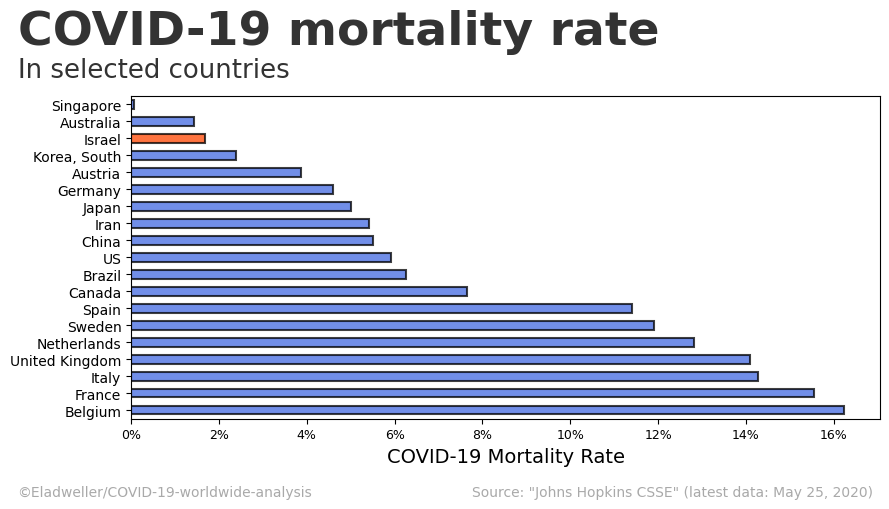 COVID-19 mortality rate
In selected countries
Singapore
Australia
Israel
Korea, South
Austria
Germany
Japan
Iran
China
US
Brazil
Canada
Spain
Sweden
Netherlands
United Kingdom
Italy
France
Belgium
0% 2% 4% 6% 8% 10% 12% 14% 16%
COVID-19 Mortality Rate
©Eladweller/COVID-19-worldwide-analysis Source: "Johns Hopkins CSSE" (latest data: May 25, 2020)